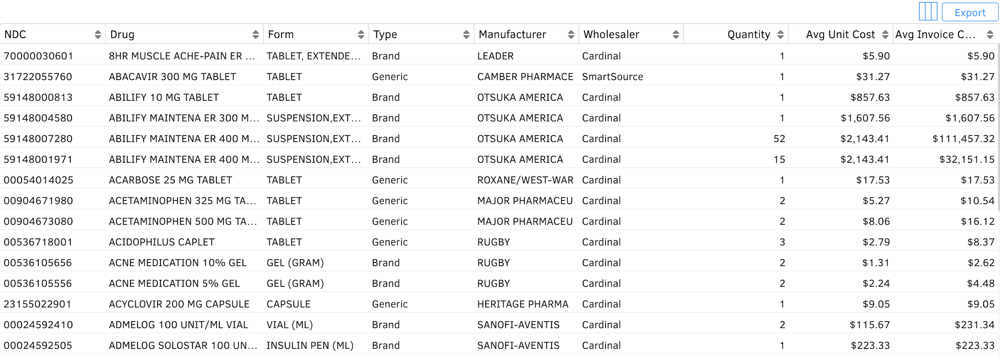 Export
NDC Drug Form Type Manufacturer Wholesaler Quantity Avg Unit Cost Avg Invoice C...
70000030601 8HR MUSCLE ACHE-PAIN ER ... TABLET, EXTENDE... Brand LEADER Cardinal 1 $5.90 $5.90
31722055760 ABACAVIR 300 MG TABLET TABLET Generic CAMBER PHARMACE SmartSource 1 $31.27 $31.27
59148000813 ABILIFY 10 MG TABLET TABLET Brand OTSUKA AMERICA Cardinal 1 $857.63 $857.63
59148004580 ABILIFY MAINTENA ER 300 M... SUSPENSION,EXT... Brand OTSUKA AMERICA Cardinal 1 $1,607.56 $1,607.56
59148007280 ABILIFY MAINTENA ER 400 M... SUSPENSION,EXT... Brand OTSUKA AMERICA Cardinal 52 $2,143.41 $111,457.32
59148001971 ABILIFY MAINTENA ER 400 M... SUSPENSION,EXT... Brand OTSUKA AMERICA Cardinal 15 $2,143.41 $32,151.15
00054014025 ACARBOSE 25 MG TABLET TABLET Generic ROXANE/WEST-WAR Cardinal 1 $17.53 $17.53
00904671980 ACETAMINOPHEN 325 MG TA... TABLET Generic MAJOR PHARMACEU Cardinal 2 $5.27 $10.54
00904673080 ACETAMINOPHEN 500 MG TA... TABLET Generic MAJOR PHARMACEU Cardinal 2 $8.06 $16.12
00536718001 ACIDOPHILUS CAPLET TABLET Generic RUGBY Cardinal 3 $2.79 $8.37
00536105656 ACNE MEDICATION 10% GEL GEL (GRAM) Brand RUGBY Cardinal 2 $1.31 $2.62
00536105556 ACNE MEDICATION 5% GEL GEL (GRAM) Brand RUGBY Cardinal 2 $2.24 $4.48
23155022901 ACYCLOVIR 200 MG CAPSULE CAPSULE Generic HERITAGE PHARMA Cardinal 1 $9.05 $9.05
00024592410 ADMELOG 100 UNIT/ML VIAL VIAL (ML) Brand SANOFI-AVENTIS Cardinal 2 $115.67 $231.34
00024592505 ADMELOG SOLOSTAR 100 UN... INSULIN PEN (ML) Brand SANOFI-AVENTIS Cardinal 1 $223.33 $223.33